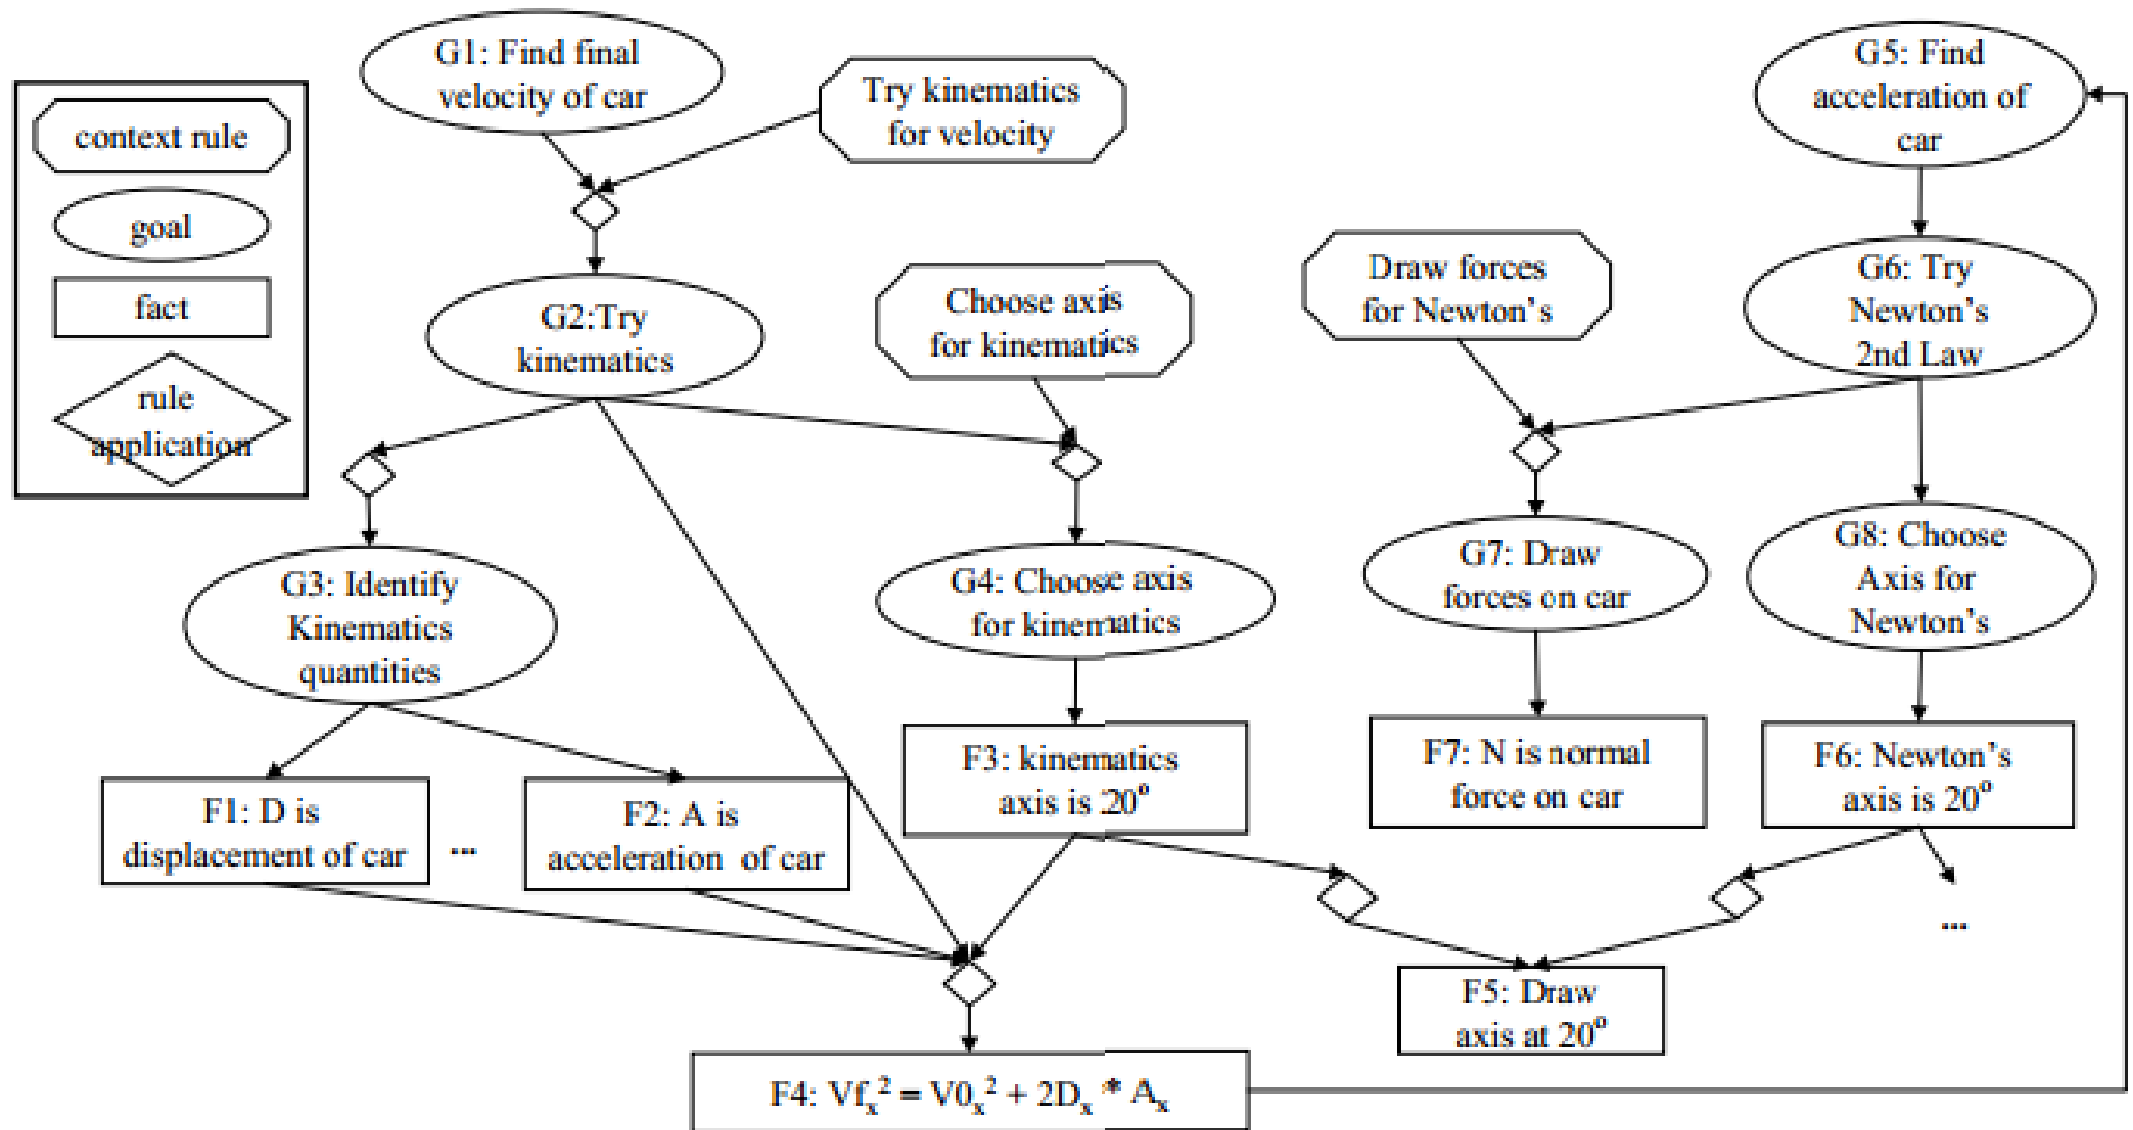 G1: Find final
velocity of car
Try kinematics
for velocity
G5: Find
acceleration of
car
context rule
goal
fact
rule
application
G2:Try
kinematics
Choose axis
for kinematics
Draw forces
for Newton's
G6: Try
Newton's
2nd Law
G3: Identify
Kinematics
quantities
G4: Choose axis
for kinematics
G7: Draw
forces on car
G8: Choose
Axis for
Newton's
F1: D is
displacement of car
...
F2: A is
acceleration of car
F3: kinematics
axis is 20°
F7: N is normal
force on car
F6: Newton's
axis is 20°
...
F5: Draw
axis at 20°
F4: Vfₓ² = V0ₓ² + 2Dₓ * Aₓ